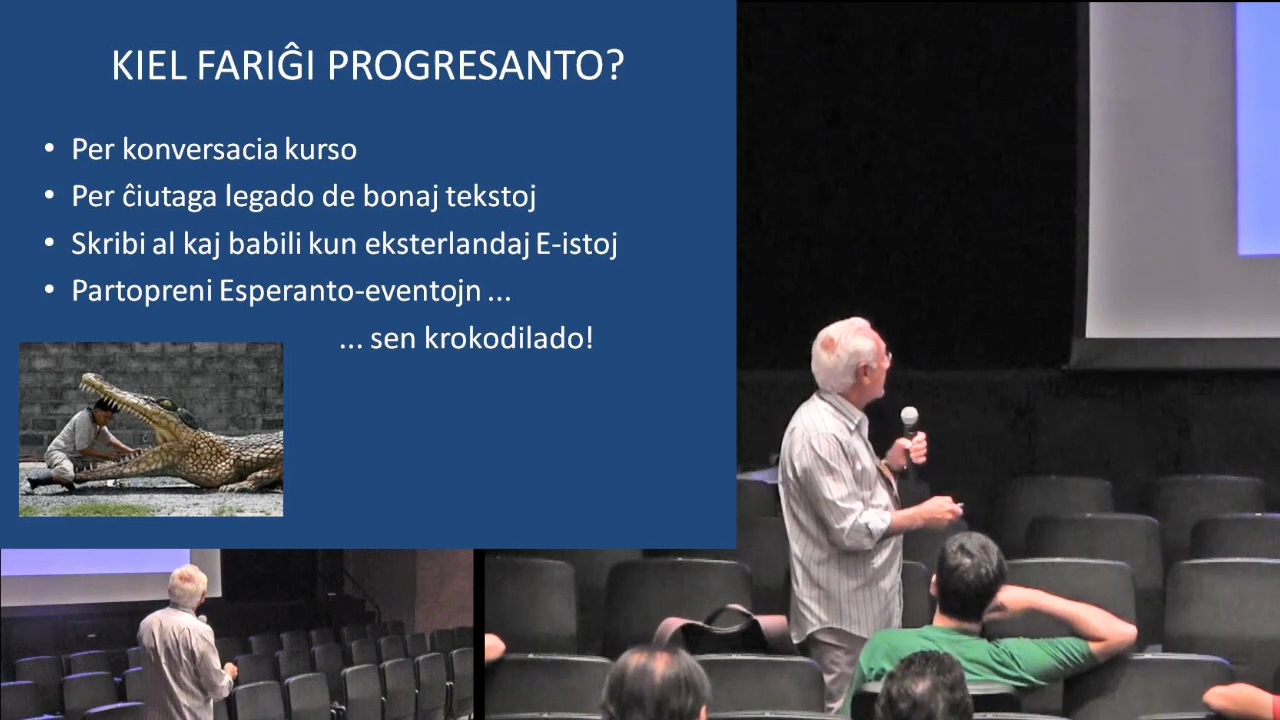 KIEL FARIĜI PROGRESANTO?
• Per konversacia kurso
• Per ĉiutaga legado de bonaj tekstoj
• Skribi al kaj babili kun eksterlandaj E-istoj
• Partopreni Esperanto-eventojn ...
... sen krokodilado!